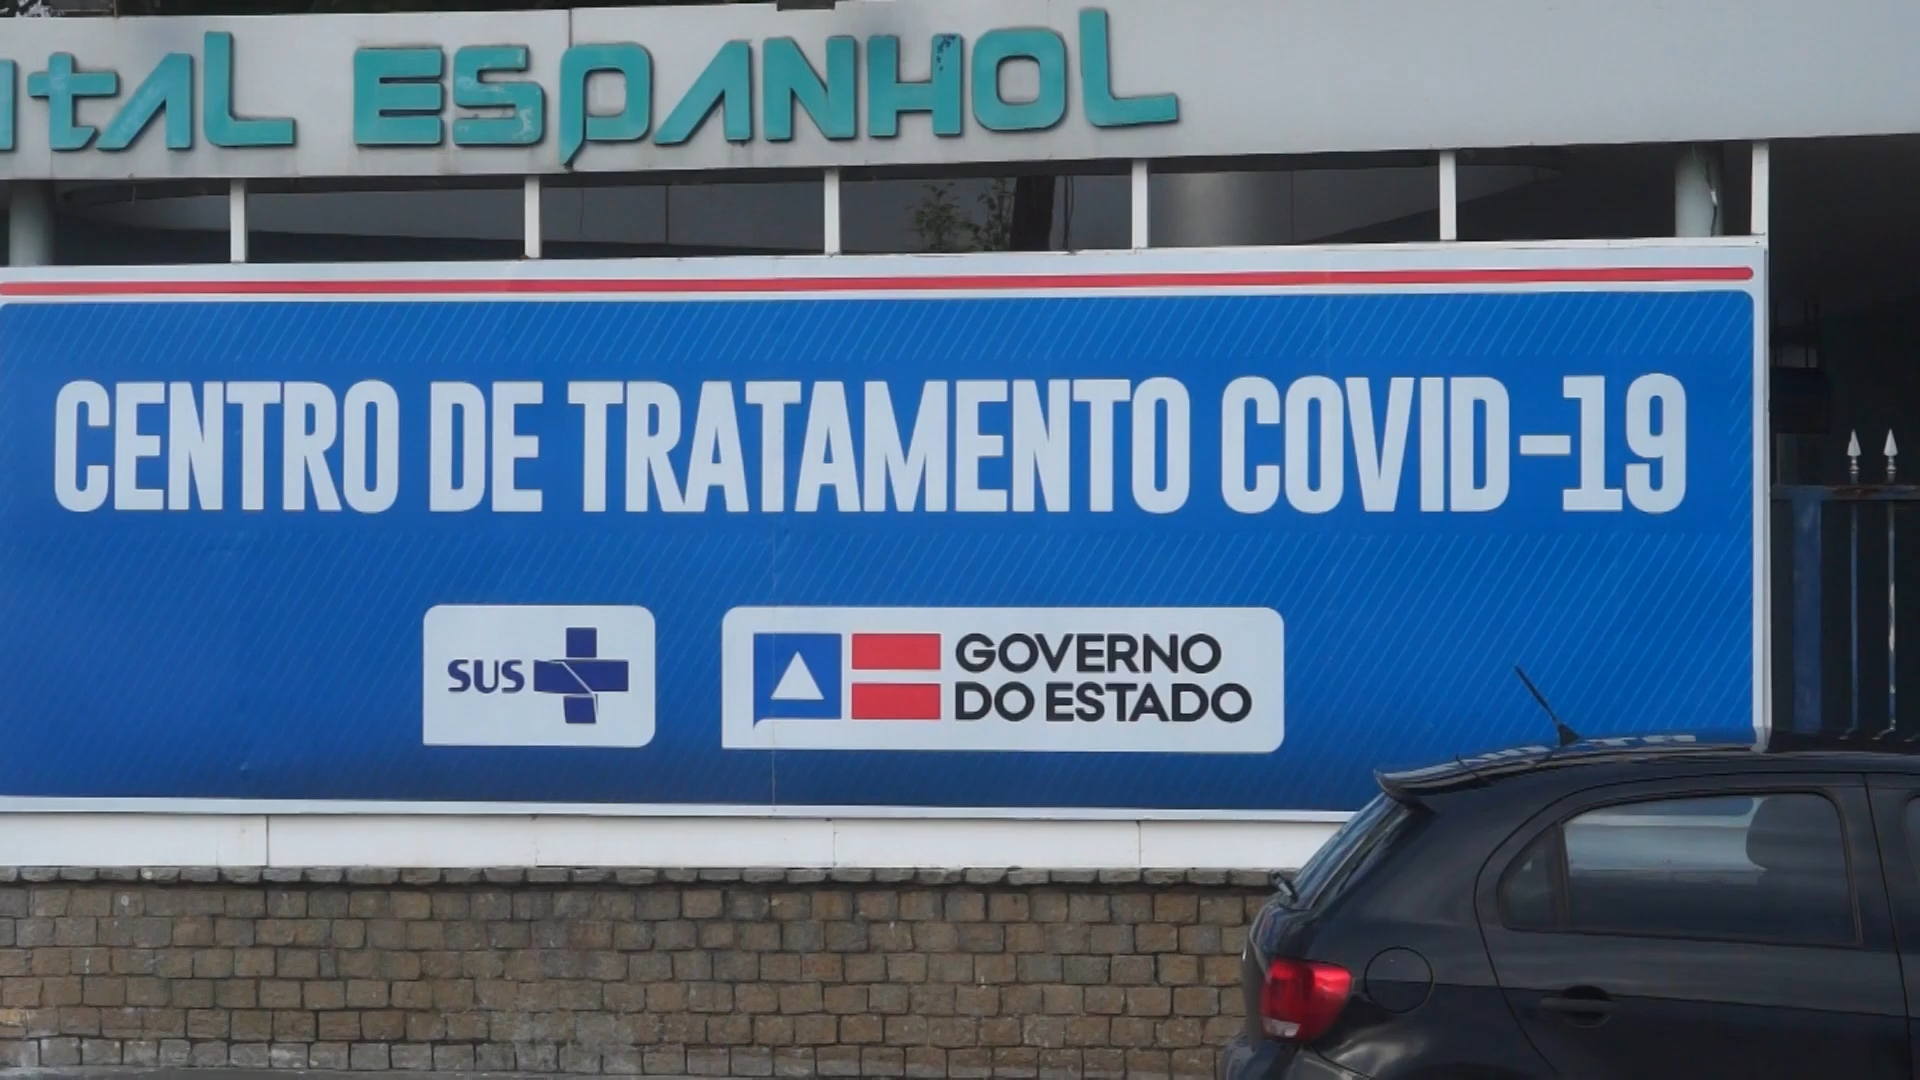 ITAL ESPANHOL
CENTRO DE TRATAMENTO COVID-19
SUS
GOVERNO
DO ESTADO